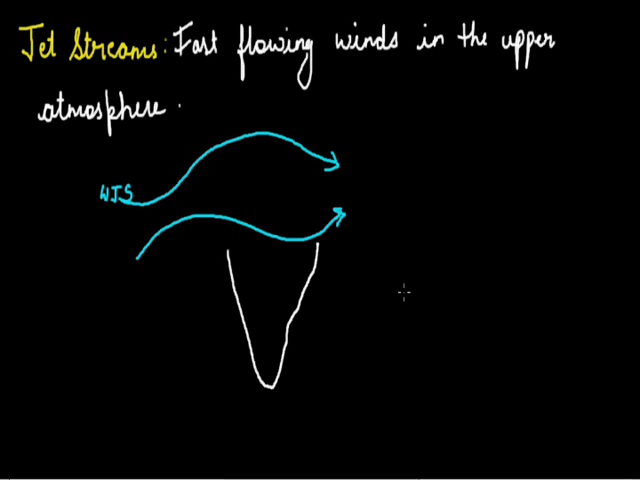 Jet Streams: Fast flowing winds in the upper
atmosphere.
WJS